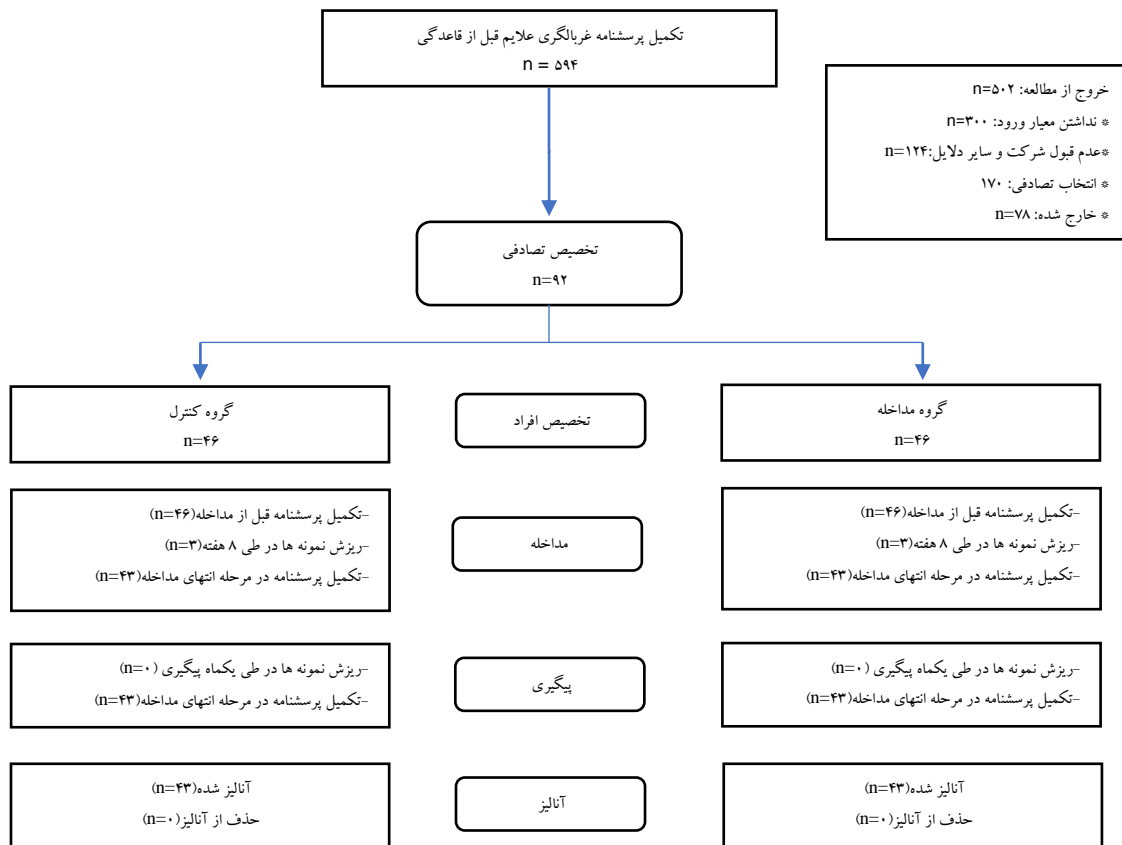 تکمیل پرسشنامه غربالگری علایم قبل از قاعدگی
n = ۵۹۴
خروج از مطالعه: n=۵۰۲
* نداشتن معیار ورود: n=۳۰۰
*عدم قبول شرکت و سایر دلایل:n=۱۲۴
* انتخاب تصادفی: ۱۷۰
* خارج شده: n=۷۸
تخصیص تصادفی
n=۹۲
گروه مداخله
n=۴۶
تخصیص افراد
گروه کنترل
n=۴۶
-تکمیل پرسشنامه قبل از مداخله(n=۴۶)
-ریزش نمونه ها در طی ۸ هفته(n=۳)
-تکمیل پرسشنامه در مرحله انتهای مداخله(n=۴۳)
مداخله
-تکمیل پرسشنامه قبل از مداخله(n=۴۶)
-ریزش نمونه ها در طی ۸ هفته(n=۳)
-تکمیل پرسشنامه در مرحله انتهای مداخله(n=۴۳)
-ریزش نمونه ها در طی یکماه پیگیری (n=۰)
-تکمیل پرسشنامه در مرحله انتهای مداخله(n=۴۳)
پیگیری
-ریزش نمونه ها در طی یکماه پیگیری (n=۰)
-تکمیل پرسشنامه در مرحله انتهای مداخله(n=۴۳)
آنالیز شده(n=۴۳)
حذف از آنالیز(n=۰)
آنالیز
آنالیز شده(n=۴۳)
حذف از آنالیز(n=۰)